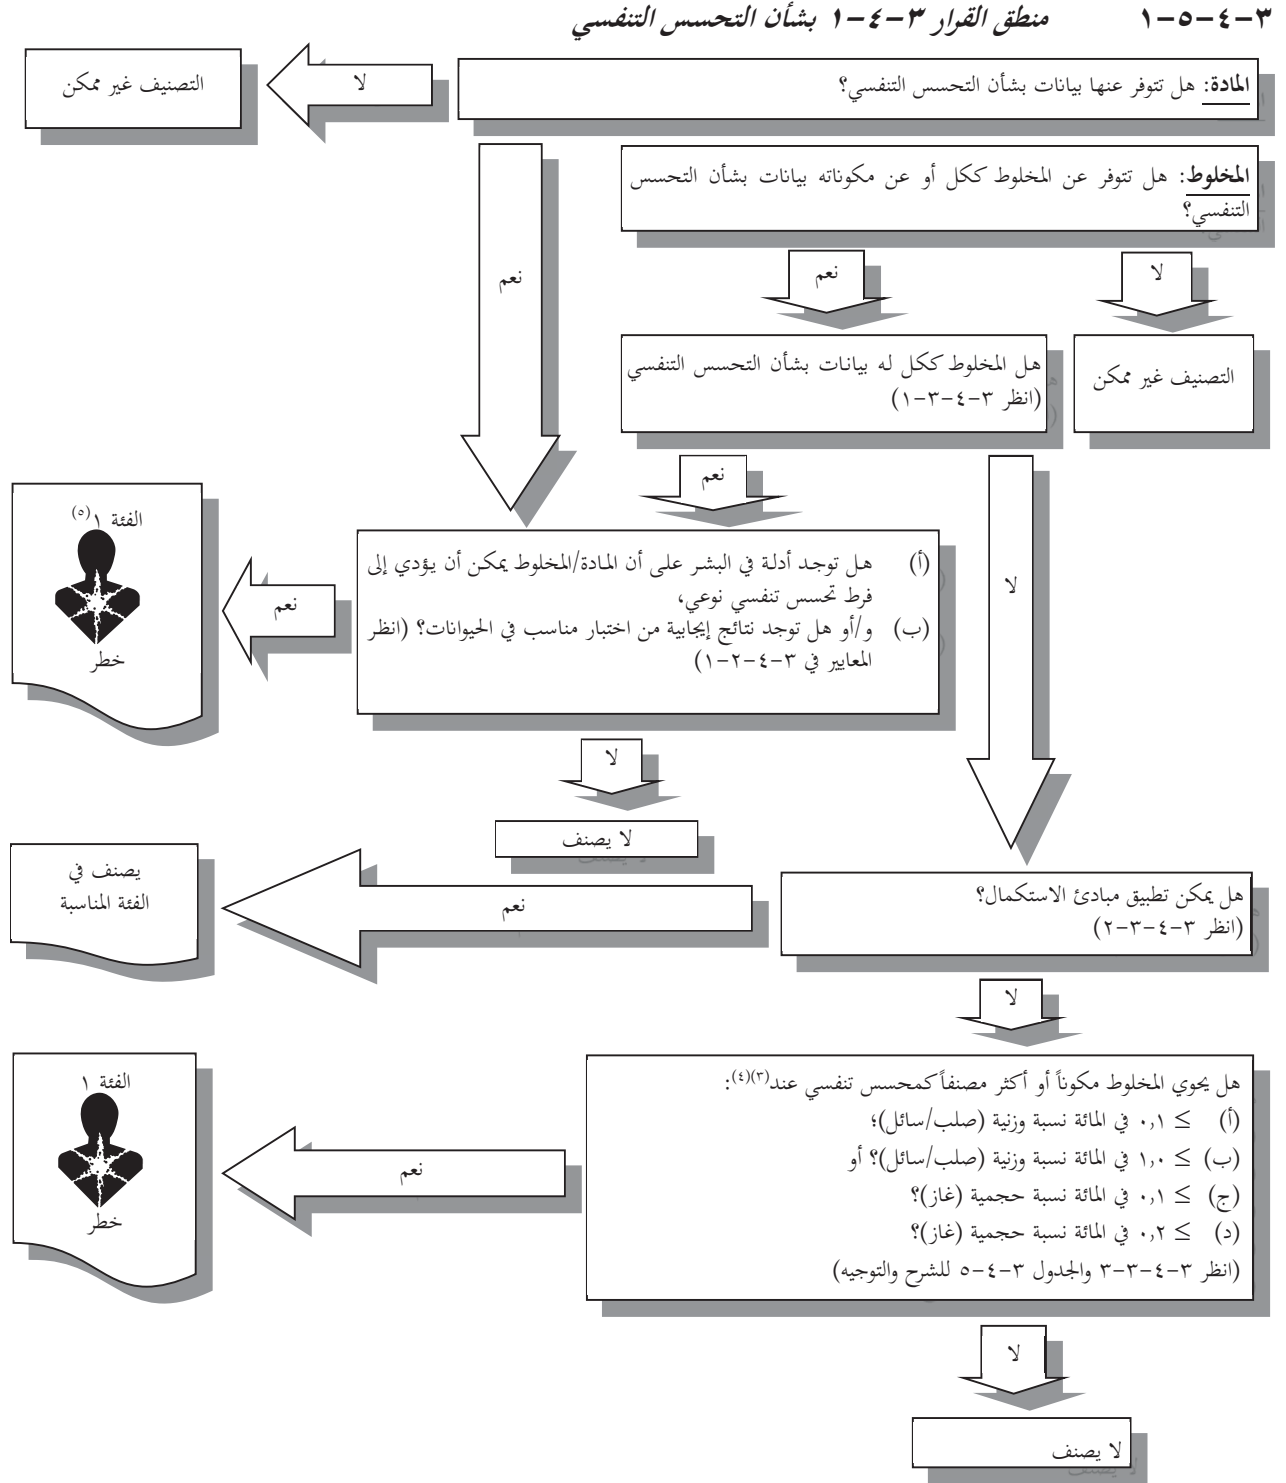 ٣-٤-٥-١ منطق القرار ٣-٤-١ بشأن التحسس التنفسي
المادة: هل تتوفر عنها بيانات بشأن التحسس التنفسي؟
لا
التصنيف غير ممكن
المخلوط: هل تتوفر عن المخلوط ككل أو عن مكوناته بيانات بشأن التحسس
التنفسي؟
نعم
نعم
لا
هل المخلوط ككل له بيانات بشأن التحسس التنفسي
(انظر ٣-٤-٣-١)
التصنيف غير ممكن
نعم
لا
(أ) هل توجد أدلة في البشر على أن المادة/المخلوط يمكن أن يؤدي إلى
فرط تحسس تنفسي نوعي،
(ب) و/أو هل توجد نتائج إيجابية من اختبار مناسب في الحيوانات؟ (انظر
المعايير في ٣-٤-٢-١)
نعم
الفئة ١(٥)
خطر
لا
لا يصنف
هل يمكن تطبيق مبادئ الاستكمال؟
(انظر ٣-٤-٣-٢)
نعم
يصنف في
الفئة المناسبة
لا
هل يحوي المخلوط مكوناً أو أكثر مصنفاً كمحسس تنفسي عند(٣)(٤):
(أ) ≥ ٠,١ في المائة نسبة وزنية (صلب/سائل)؛
(ب) ≥ ١,٠ في المائة نسبة وزنية (صلب/سائل)؟ أو
(ج) ≥ ٠,١ في المائة نسبة حجمية (غاز)؟
(د) ≥ ٠,٢ في المائة نسبة حجمية (غاز)؟
(انظر ٣-٤-٣-٣ والجدول ٣-٤-٥ للشرح والتوجيه)
نعم
الفئة ١
خطر
لا
لا يصنف